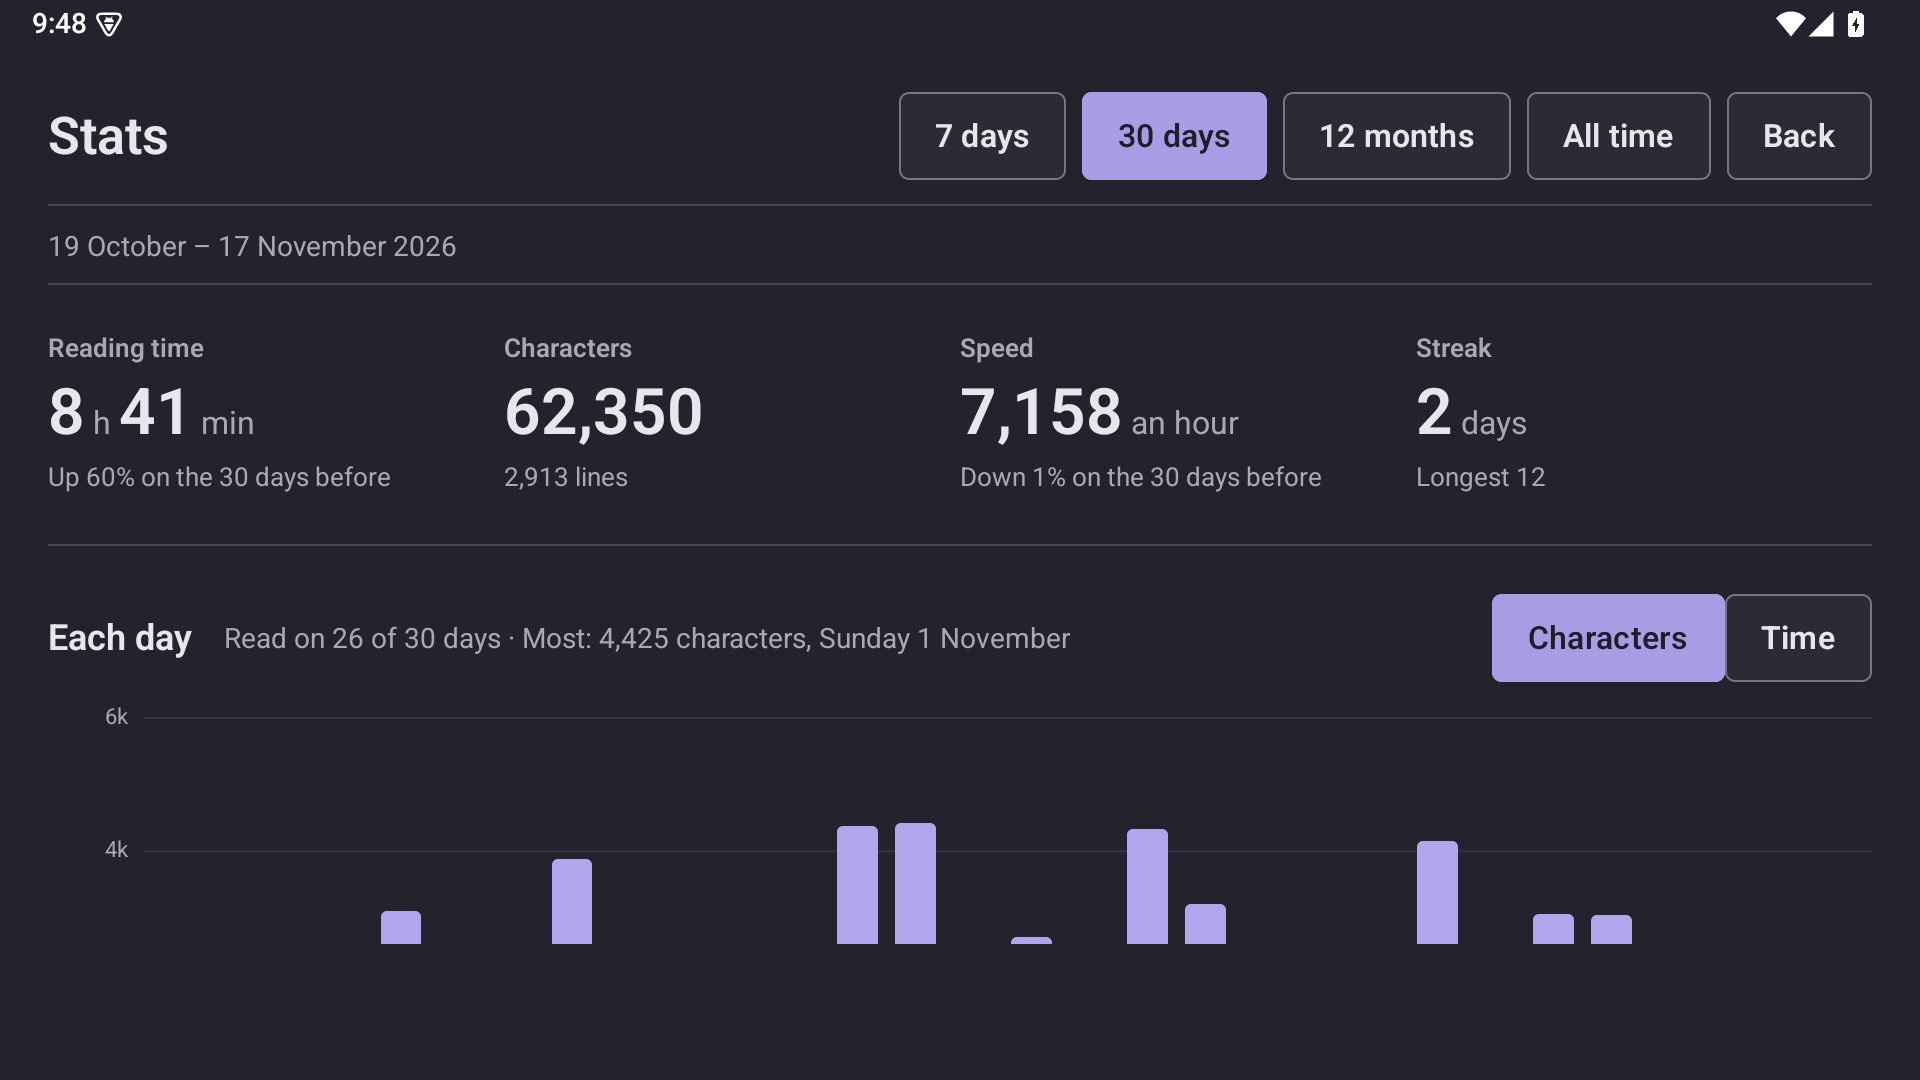 9:48
Stats
7 days
30 days
12 months
All time
Back
19 October – 17 November 2026
Reading time
8 h 41 min
Up 60% on the 30 days before
Characters
62,350
2,913 lines
Speed
7,158 an hour
Down 1% on the 30 days before
Streak
2 days
Longest 12
Each day
Read on 26 of 30 days · Most: 4,425 characters, Sunday 1 November
Characters
Time
6k
4k